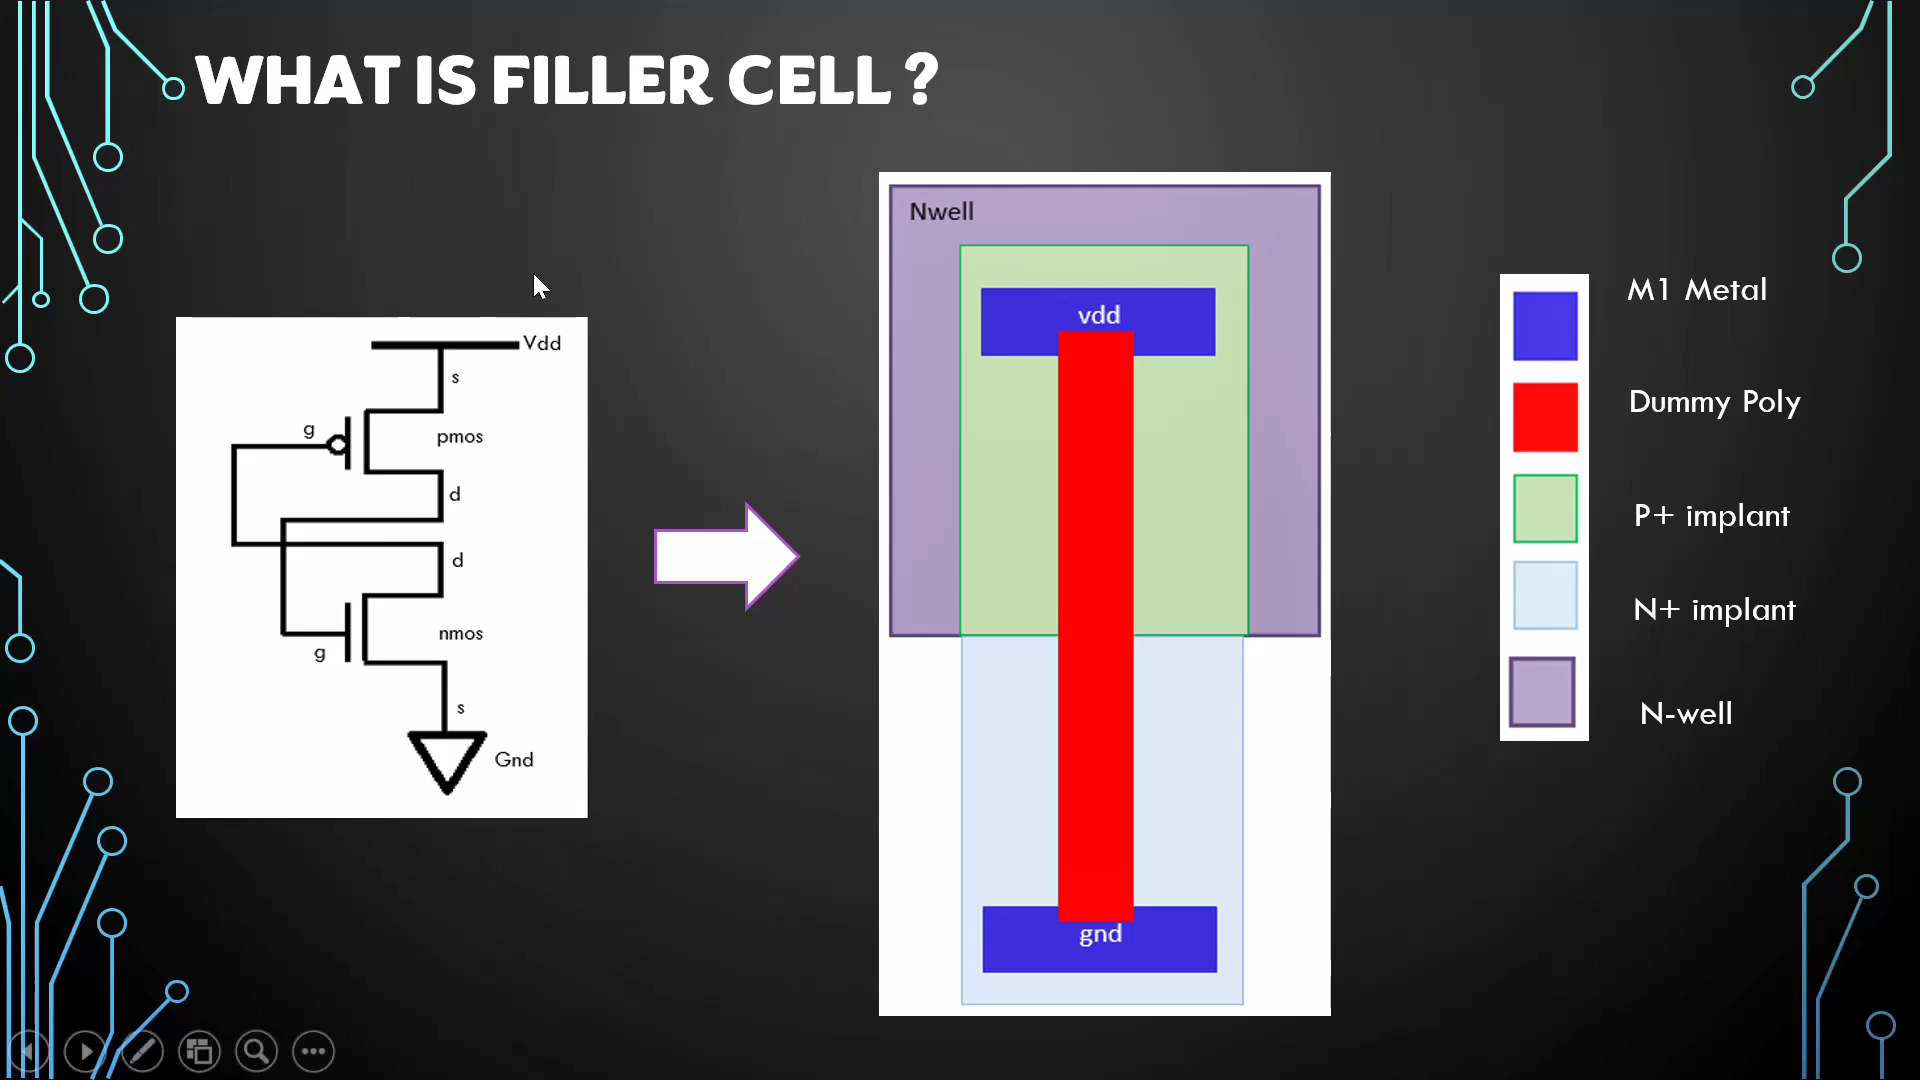 WHAT IS FILLER CELL ?
Vdd
s
g
pmos
d
d
nmos
g
s
Gnd
Nwell
vdd
gnd
M1 Metal
Dummy Poly
P+ implant
N+ implant
N-well